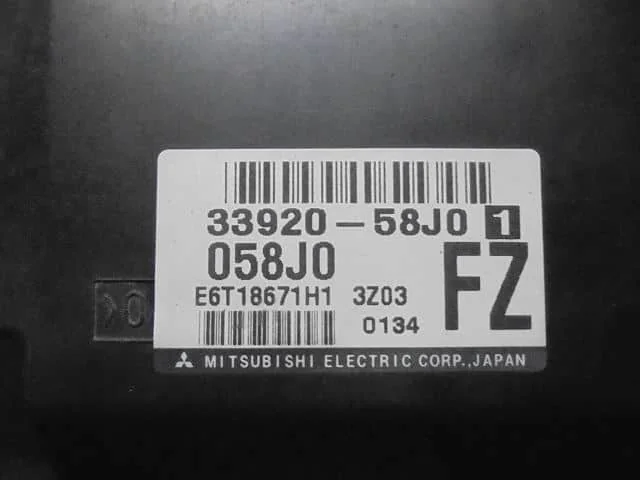 33920-58J0 1
058J0 FZ
E6T18671H1 3Z03
0134
MITSUBISHI ELECTRIC CORP.,JAPAN